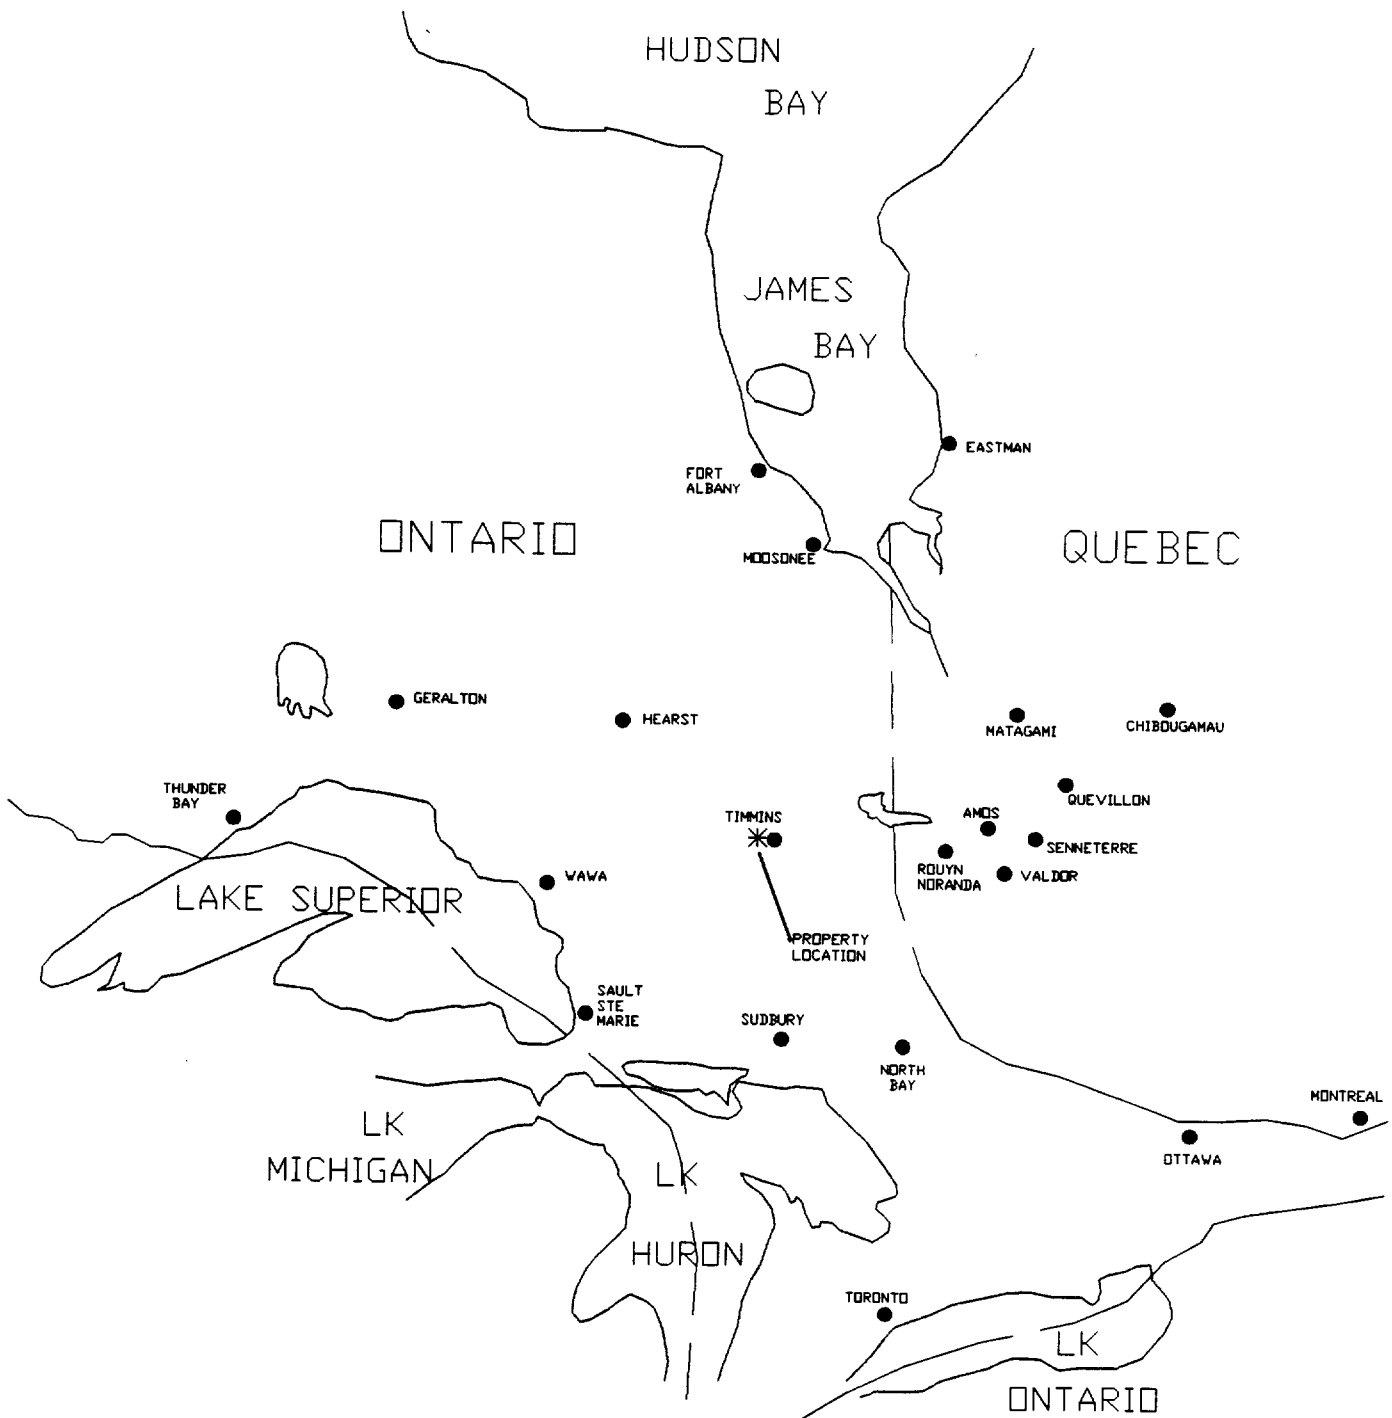 HUDSON
BAY
JAMES
BAY
EASTMAN
FORT
ALBANY
ONTARIO
QUEBEC
MOOSONEE
GERALTON
HEARST
MATAGAMI
CHIBOUGAMAU
THUNDER
BAY
QUEVILLON
TIMMINS
AMOS
SENNETERRE
ROUYN
NORANDA
VALDOR
WAWA
LAKE SUPERIOR
PROPERTY
LOCATION
SAULT
STE
MARIE
SUDBURY
NORTH
BAY
MONTREAL
OTTAWA
LK
MICHIGAN
LK
HURON
TORONTO
LK
ONTARIO